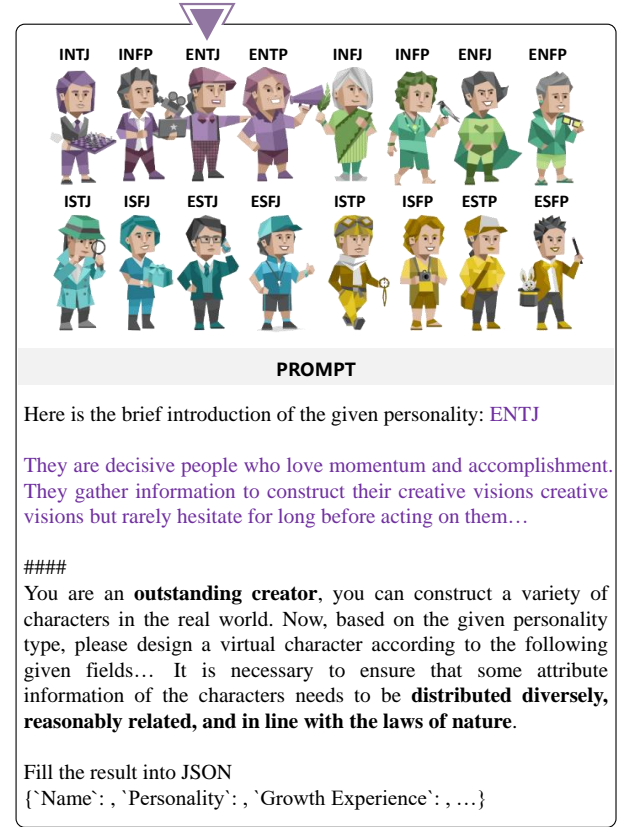 INTJ INFP ENTJ ENTP INFJ INFP ENFJ ENFP
ISTJ ISFJ ESTJ ESFJ ISTP ISFP ESTP ESFP
PROMPT
Here is the brief introduction of the given personality: ENTJ
They are decisive people who love momentum and accomplishment.
They gather information to construct their creative visions creative
visions but rarely hesitate for long before acting on them…
####
You are an outstanding creator, you can construct a variety of
characters in the real world. Now, based on the given personality
type, please design a virtual character according to the following
given fields… It is necessary to ensure that some attribute
information of the characters needs to be distributed diversely,
reasonably related, and in line with the laws of nature.
Fill the result into JSON
{`Name`: , `Personality`: , `Growth Experience`: , …}